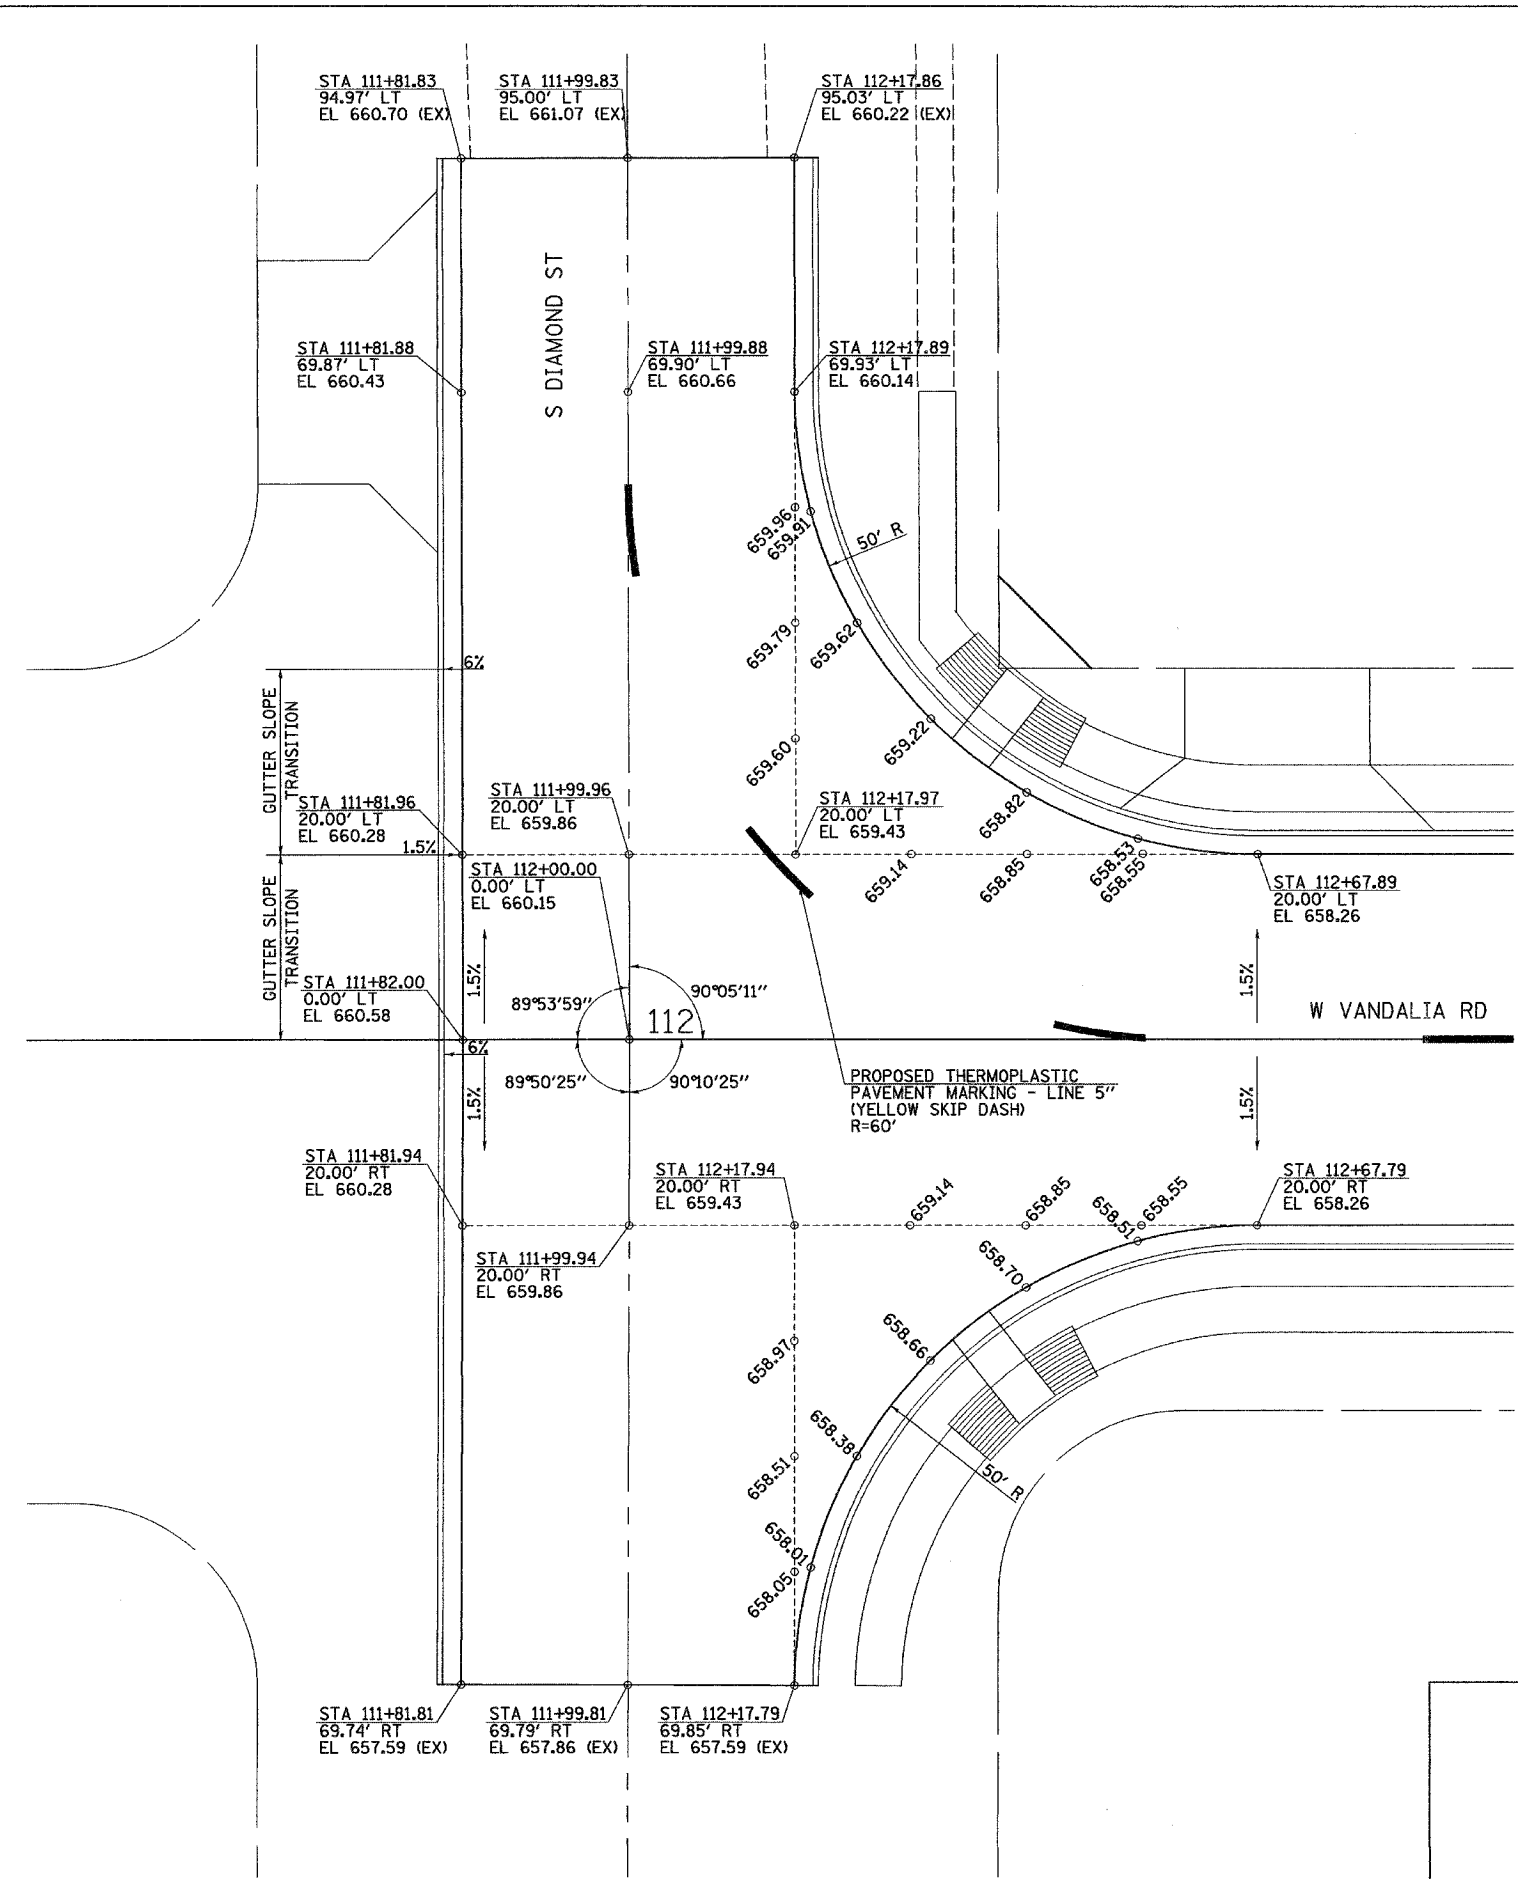 STA 111+81.83
94.97' LT
EL 660.70 (EX)
STA 111+99.83
95.00' LT
EL 661.07 (EX)
STA 112+17.86
95.03' LT
EL 660.22 (EX)
S DIAMOND ST
STA 111+81.88
69.87' LT
EL 660.43
STA 111+99.88
69.90' LT
EL 660.66
STA 112+17.89
69.93' LT
EL 660.14
659.96
659.91
50' R
659.79
659.62
6%
GUTTER SLOPE
TRANSITION
659.60
659.22
STA 111+81.96
20.00' LT
EL 660.28
STA 111+99.96
20.00' LT
EL 659.86
STA 112+17.97
20.00' LT
EL 659.43
658.82
1.5%
659.14
658.85
658.53
658.55
STA 112+00.00
0.00' LT
EL 660.15
STA 112+67.89
20.00' LT
EL 658.26
GUTTER SLOPE
TRANSITION
1.5%
1.5%
STA 111+82.00
0.00' LT
EL 660.58
89°53'59"
90°05'11"
112
W VANDALIA RD
6%
89°50'25"
90°10'25"
1.5%
1.5%
PROPOSED THERMOPLASTIC
PAVEMENT MARKING - LINE 5"
(YELLOW SKIP DASH)
R=60'
STA 111+81.94
20.00' RT
EL 660.28
STA 112+17.94
20.00' RT
EL 659.43
659.14
658.85
658.51
658.55
STA 112+67.79
20.00' RT
EL 658.26
STA 111+99.94
20.00' RT
EL 659.86
658.70
658.97
658.66
658.51
658.38
50' R
658.01
658.05
STA 111+81.81
69.74' RT
EL 657.59 (EX)
STA 111+99.81
69.79' RT
EL 657.86 (EX)
STA 112+17.79
69.85' RT
EL 657.59 (EX)